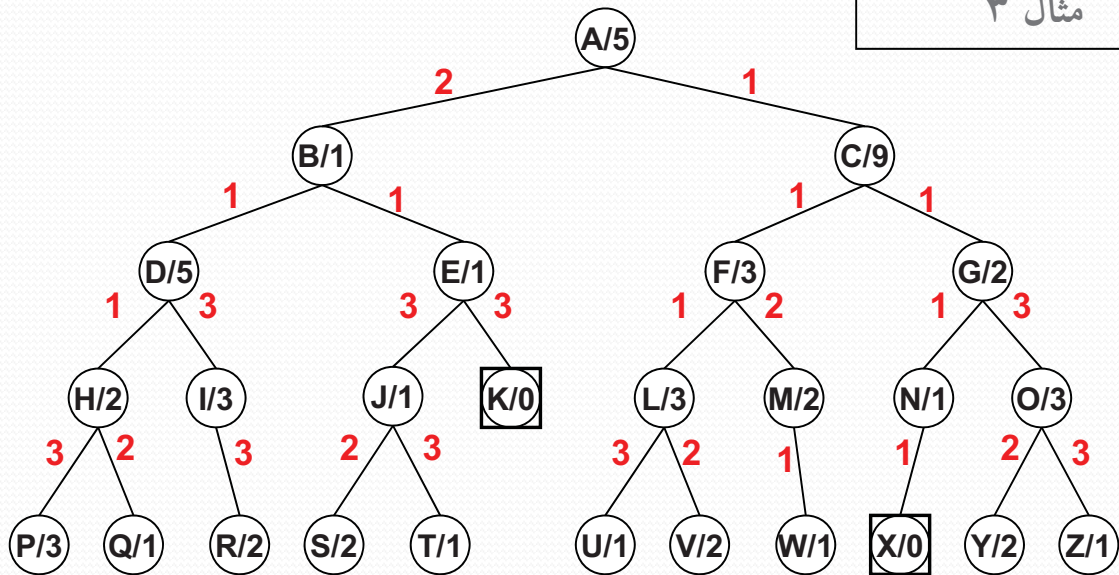 مثال ۳
A/5
2 1
B/1 C/9
1 1 1 1
D/5 E/1 F/3 G/2
1 3 3 3 1 2 1 3
H/2 I/3 J/1 K/0 L/3 M/2 N/1 O/3
3 2 3 2 3 3 2 1 1 2 3
P/3 Q/1 R/2 S/2 T/1 U/1 V/2 W/1 X/0 Y/2 Z/1